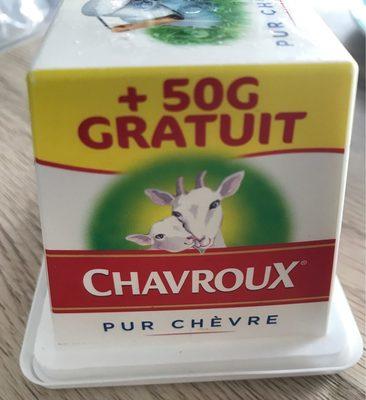 PUR CHÈ
+ 50G
GRATUIT
CHAVROUX®
PUR CHÈVRE